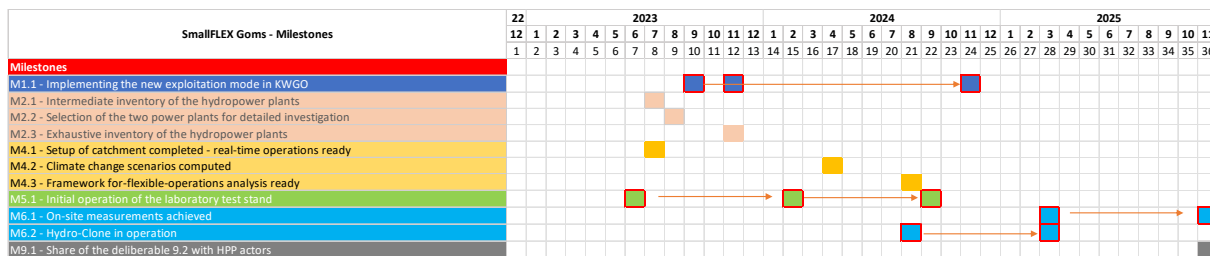 22 2023 2024 2025
SmallFLEX Goms - Milestones
12 1 2 3 4 5 6 7 8 9 10 11 12 1 2 3 4 5 6 7 8 9 10 11 12 1 2 3 4 5 6 7 8 9 10 11
1 2 3 4 5 6 7 8 9 10 11 12 13 14 15 16 17 18 19 20 21 22 23 24 25 26 27 28 29 30 31 32 33 34 35 36
Milestones
M1.1 - Implementing the new exploitation mode in KWGO
M2.1 - Intermediate inventory of the hydropower plants
M2.2 - Selection of the two power plants for detailed investigation
M2.3 - Exhaustive inventory of the hydropower plants
M4.1 - Setup of catchment completed - real-time operations ready
M4.2 - Climate change scenarios computed
M4.3 - Framework for-flexible-operations analysis ready
M5.1 - Initial operation of the laboratory test stand
M6.1 - On-site measurements achieved
M6.2 - Hydro-Clone in operation
M9.1 - Share of the deliberable 9.2 with HPP actors